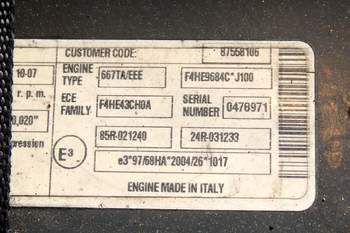 CUSTOMER CODE: 87558106
10-07 ENGINE TYPE 667TA/EEE F4HE9684C*J100
r. p. m. ECE FAMILY F4HE43CH0A SERIAL NUMBER 0476971
0,020" 85R-021240 24R-031233
E3
e3*97/68HA*2004/26*1017
ENGINE MADE IN ITALY